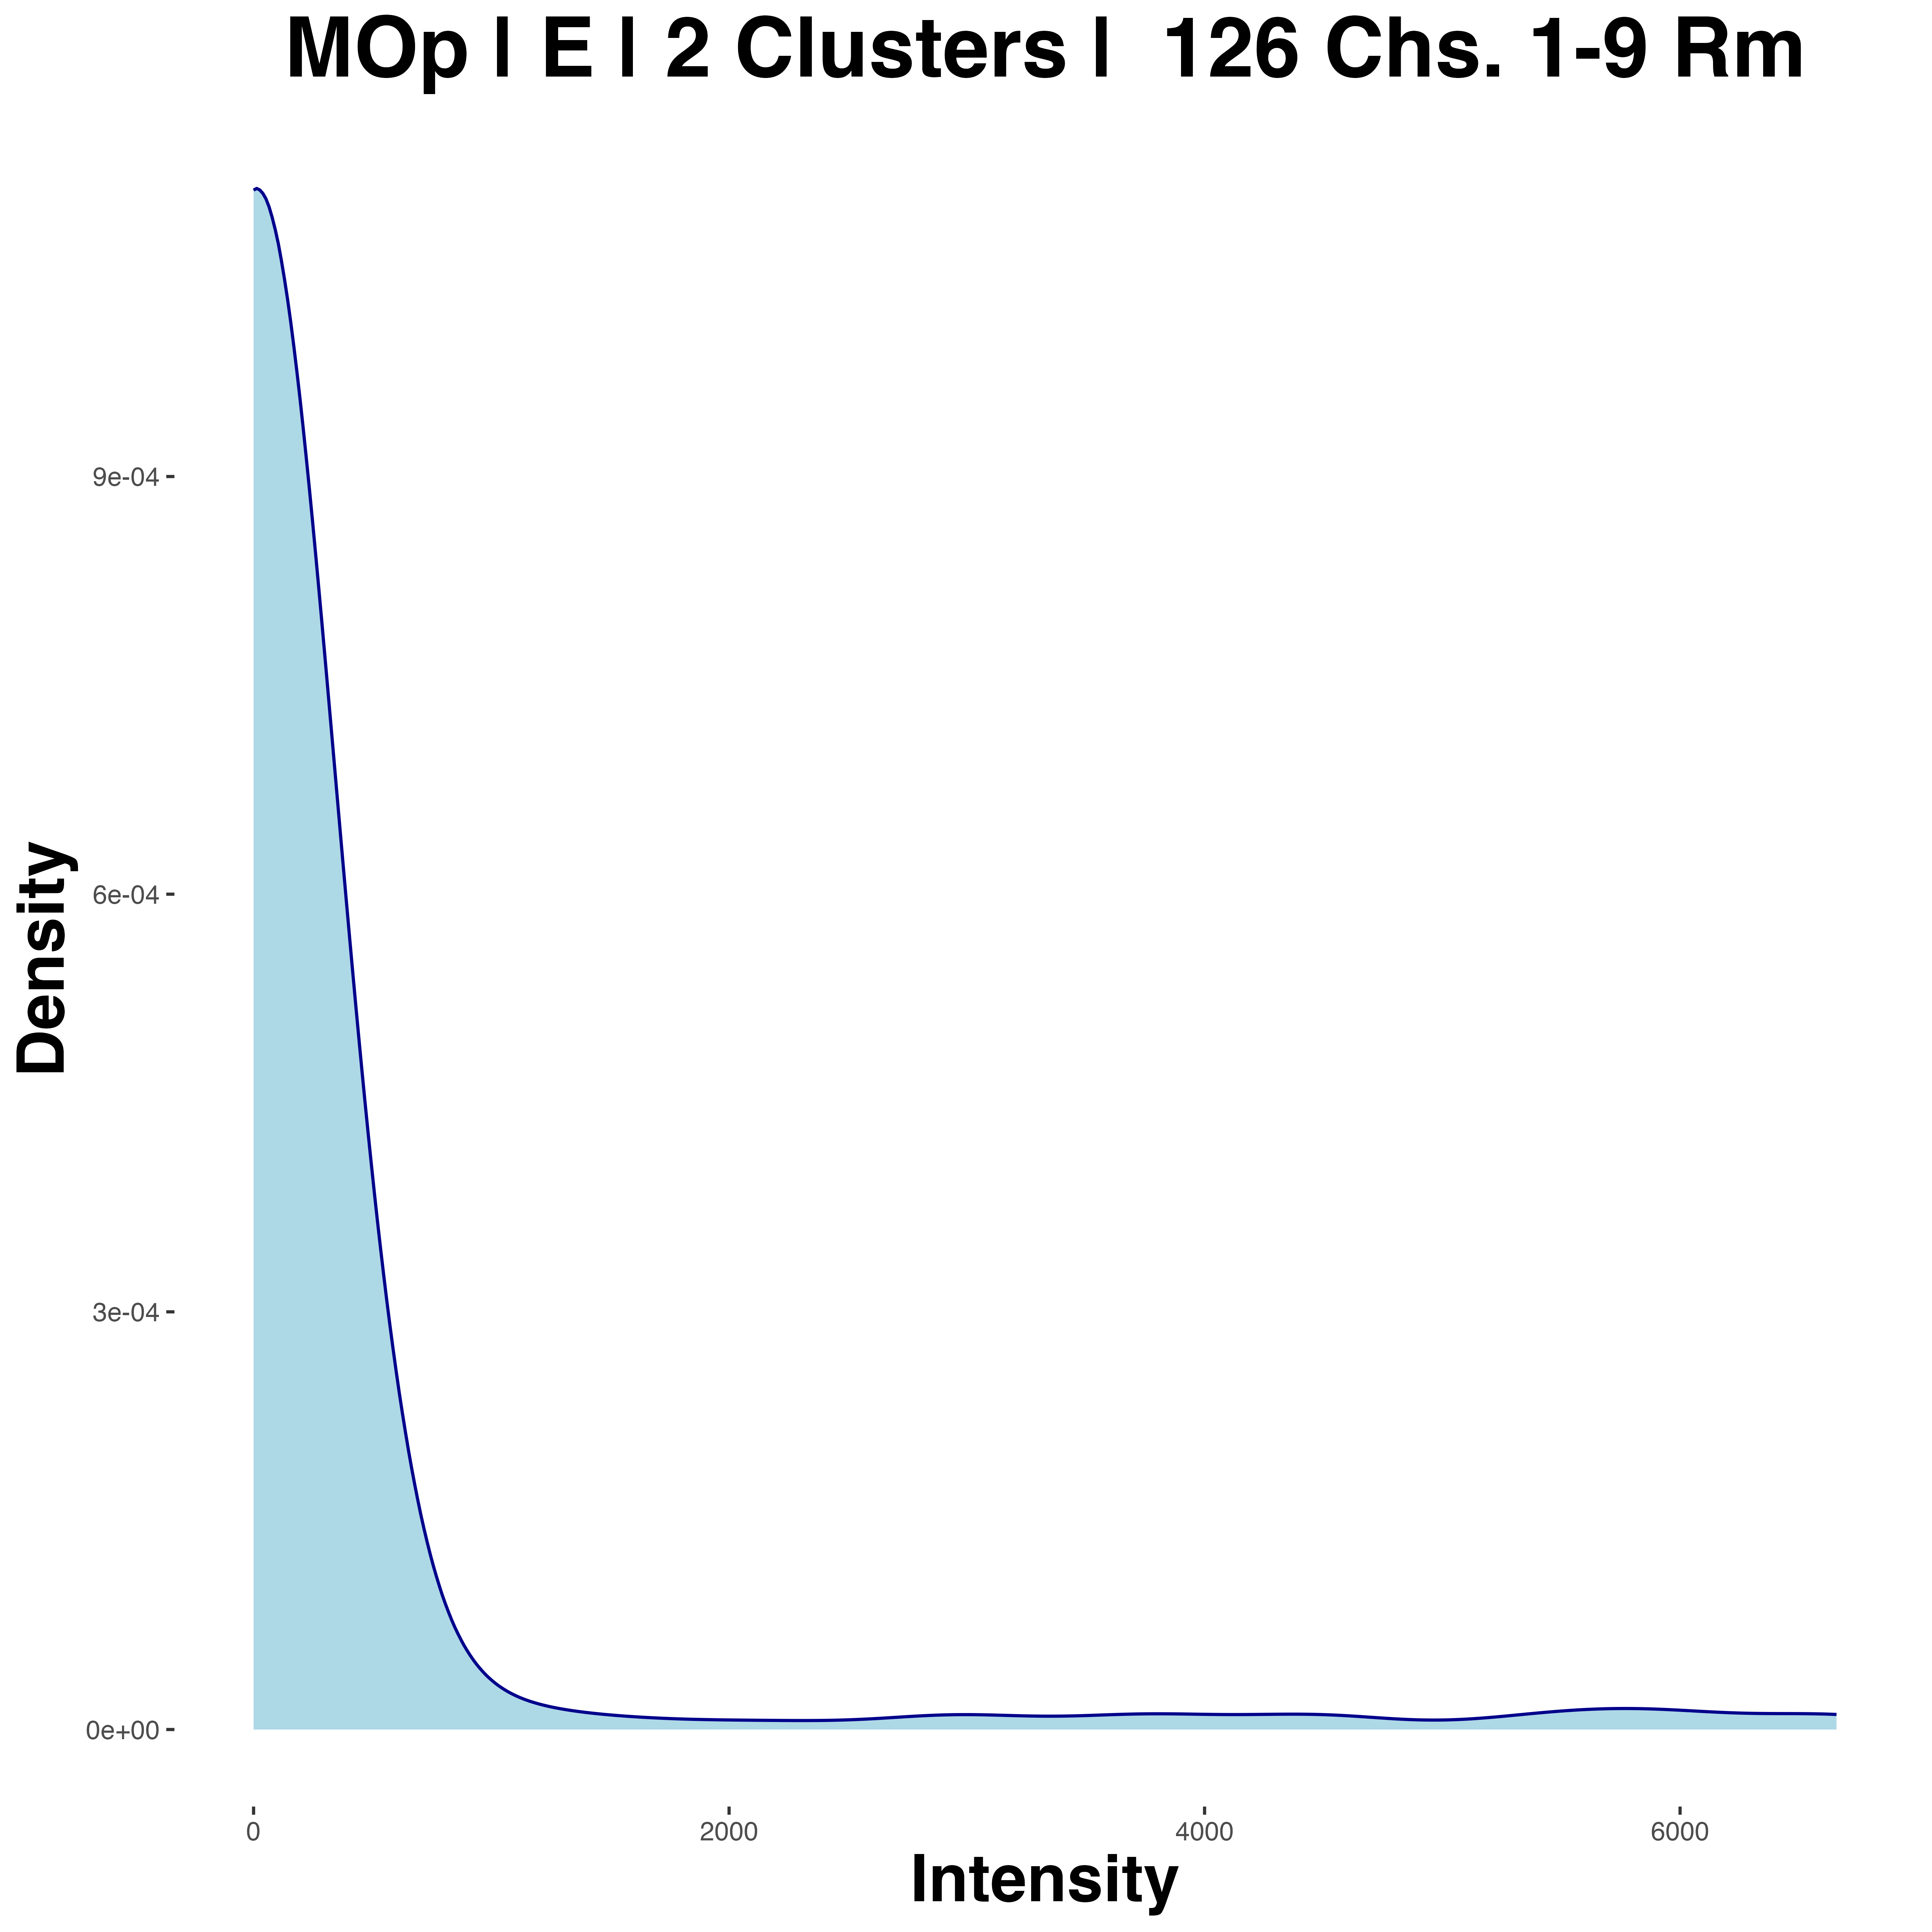 MOp | E | 2 Clusters |  126 Chs. 1-9 Rm
Density
9e-04
6e-04
3e-04
0e+00
0 2000 4000 6000
Intensity